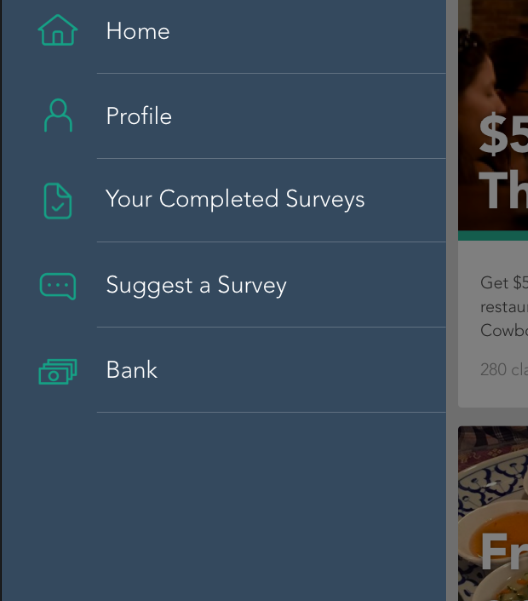 Home
Profile
Your Completed Surveys
Suggest a Survey
Bank
$5
Th
Get $5
restau
Cowbo
280 cla
Fr